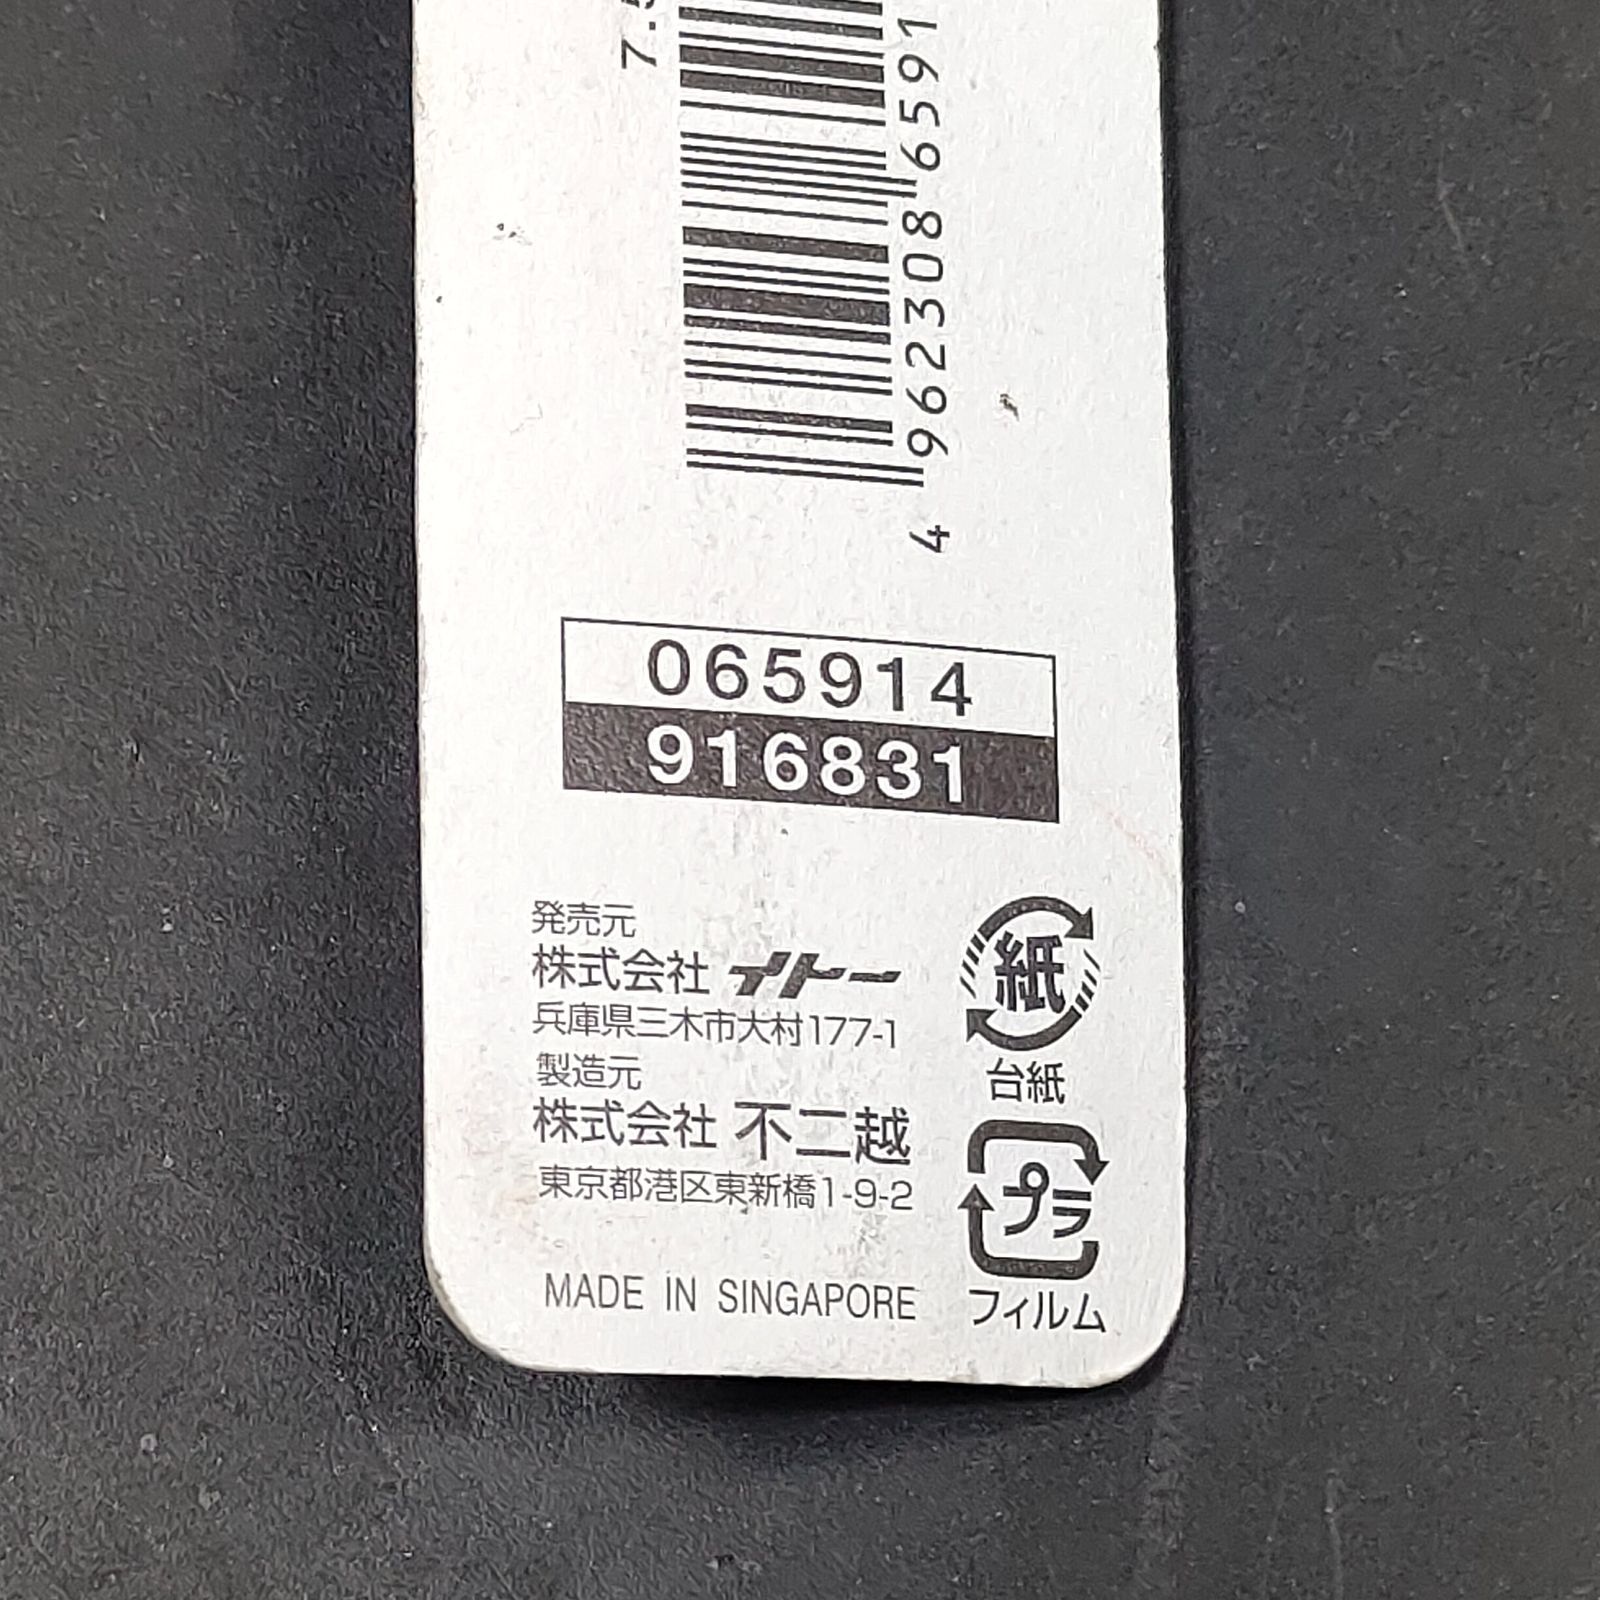 7.5
4 962308 6591
065914
916831
発売元
株式会社 イトー
兵庫県三木市大村177-1
製造元
株式会社 不二越
東京都港区東新橋1-9-2
MADE IN SINGAPORE
紙
台紙
プラ
フィルム